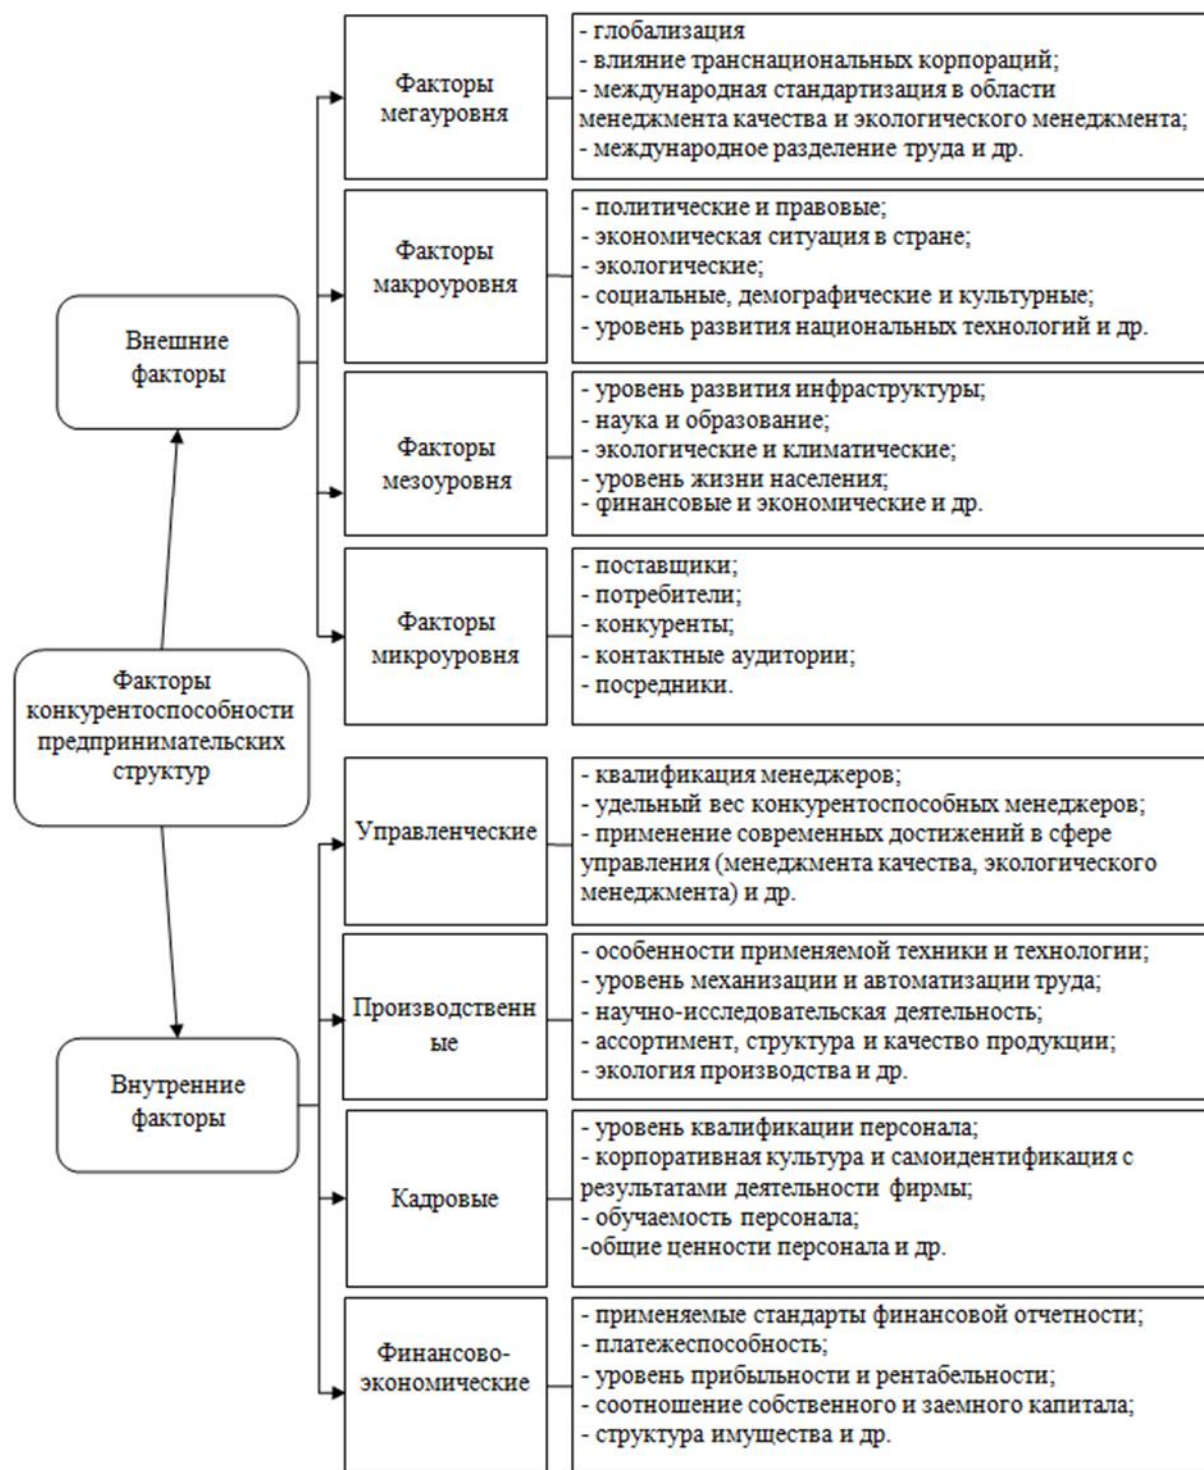 Факторы
конкурентоспособности
предпринимательских
структур
Внешние
факторы
Факторы
мегауровня
- глобализация
- влияние транснациональных корпораций;
- международная стандартизация в области
менеджмента качества и экологического менеджмента;
- международное разделение труда и др.
Факторы
макроуровня
- политические и правовые;
- экономическая ситуация в стране;
- экологические;
- социальные, демографические и культурные;
- уровень развития национальных технологий и др.
Факторы
мезоуровня
- уровень развития инфраструктуры;
- наука и образование;
- экологические и климатические;
- уровень жизни населения;
- финансовые и экономические и др.
Факторы
микроуровня
- поставщики;
- потребители;
- конкуренты;
- контактные аудитории;
- посредники.
Внутренние
факторы
Управленческие
- квалификация менеджеров;
- удельный вес конкурентоспособных менеджеров;
- применение современных достижений в сфере
управления (менеджмента качества, экологического
менеджмента) и др.
Производственн
ые
- особенности применяемой техники и технологии;
- уровень механизации и автоматизации труда;
- научно-исследовательская деятельность;
- ассортимент, структура и качество продукции;
- экология производства и др.
Кадровые
- уровень квалификации персонала;
- корпоративная культура и самоидентификация с
результатами деятельности фирмы;
- обучаемость персонала;
-общие ценности персонала и др.
Финансово-
экономические
- применяемые стандарты финансовой отчетности;
- платежеспособность;
- уровень прибыльности и рентабельности;
- соотношение собственного и заемного капитала;
- структура имущества и др.